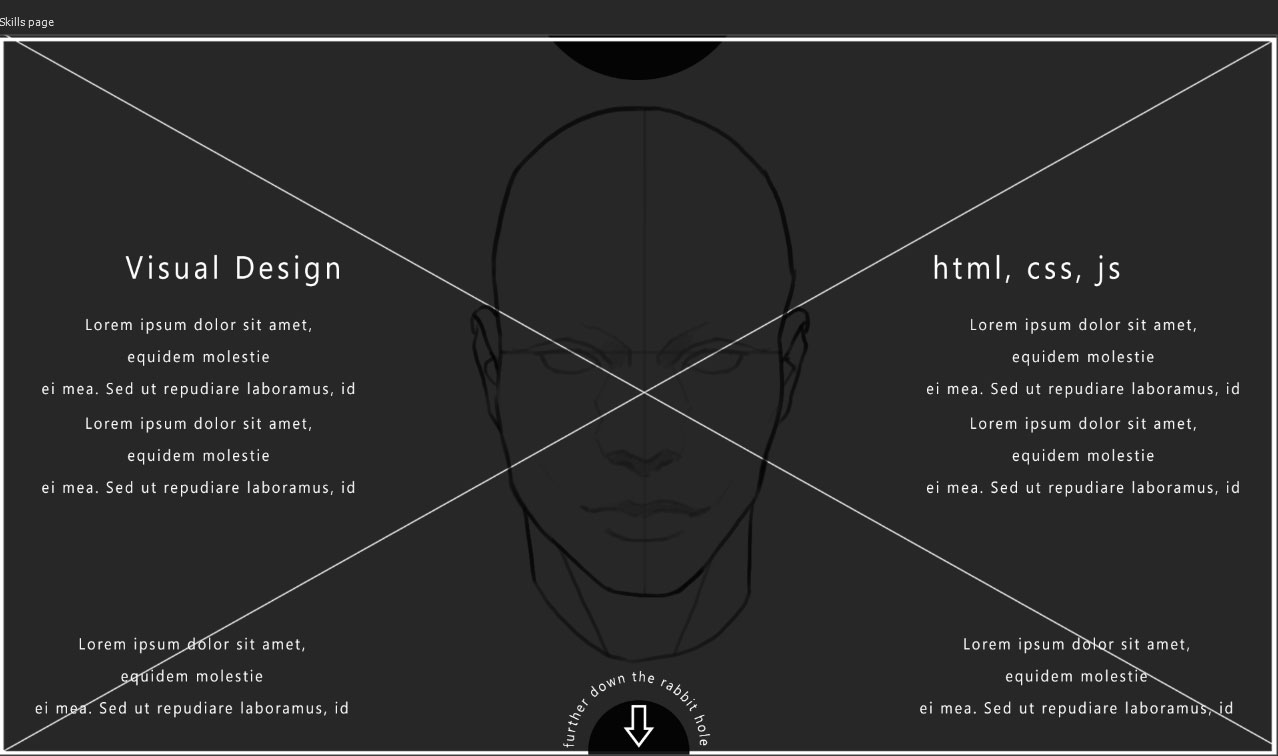 Skills page
Visual Design
Lorem ipsum dolor sit amet,
equidem molestie
ei mea. Sed ut repudiare laboramus, id
Lorem ipsum dolor sit amet,
equidem molestie
ei mea. Sed ut repudiare laboramus, id
Lorem ipsum dolor sit amet,
equidem molestie
ei mea. Sed ut repudiare laboramus, id
html, css, js
Lorem ipsum dolor sit amet,
equidem molestie
ei mea. Sed ut repudiare laboramus, id
Lorem ipsum dolor sit amet,
equidem molestie
ei mea. Sed ut repudiare laboramus, id
Lorem ipsum dolor sit amet,
equidem molestie
ei mea. Sed ut repudiare laboramus, id
further down the rabbit hole